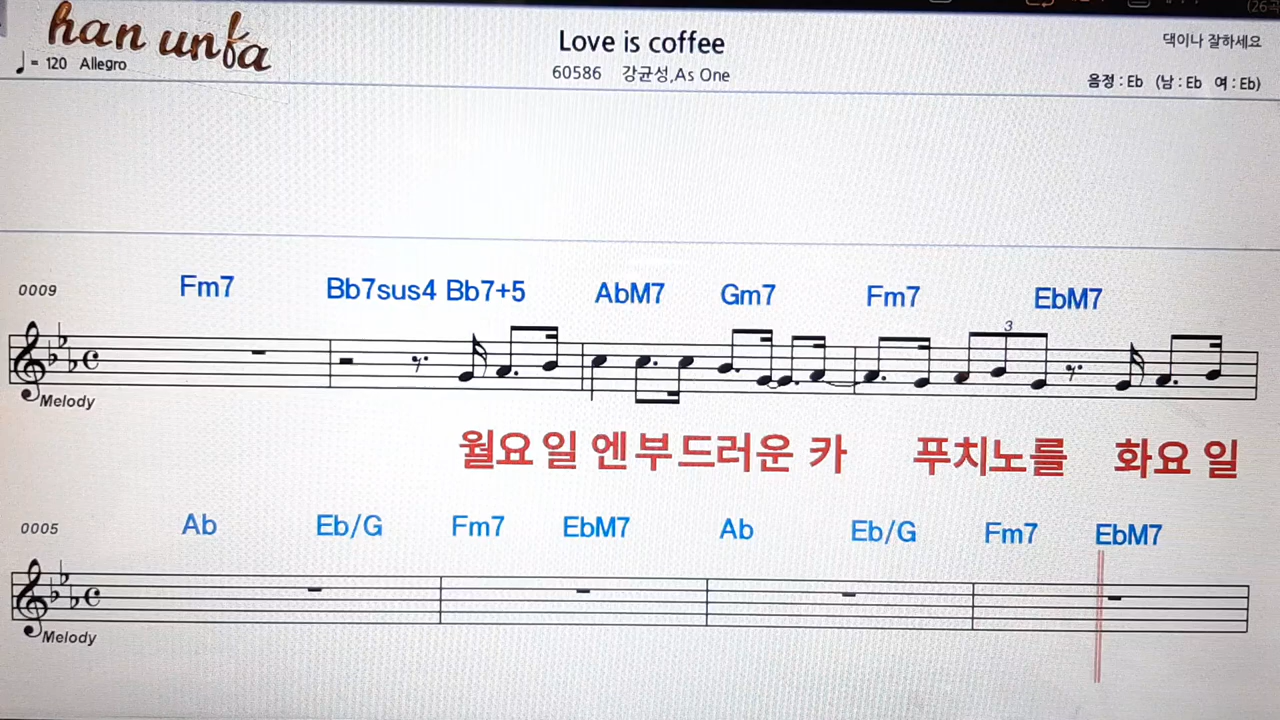 han unfa
♩= 120 Allegro
Love is coffee
60586 강균성,As One
댁이나 잘하세요
음정 : Eb (남 : Eb 여 : Eb)
0009
Fm7 Bb7sus4 Bb7+5 AbM7 Gm7 Fm7 EbM7
3
Melody
월요일엔 부드러운 카 푸치노를 화요일
0005
Ab Eb/G Fm7 EbM7 Ab Eb/G Fm7 EbM7
Melody